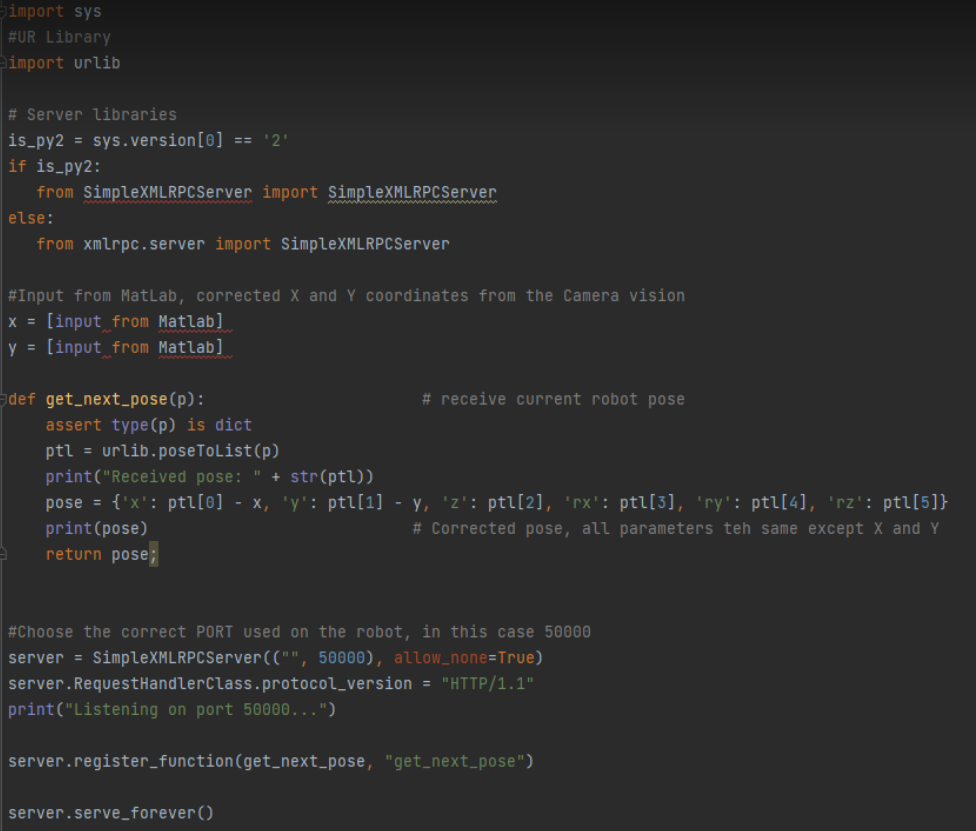 import sys
#UR Library
import urlib
# Server libraries
is_py2 = sys.version[0] == '2'
if is_py2:
from SimpleXMLRPCServer import SimpleXMLRPCServer
else:
from xmlrpc.server import SimpleXMLRPCServer
#Input from MatLab, corrected X and Y coordinates from the Camera vision
x = [input from Matlab]
y = [input from Matlab]
def get_next_pose(p): # receive current robot pose
assert type(p) is dict
ptl = urlib.poseToList(p)
print("Received pose: " + str(ptl))
pose = {'x': ptl[0] - x, 'y': ptl[1] - y, 'z': ptl[2], 'rx': ptl[3], 'ry': ptl[4], 'rz': ptl[5]}
print(pose) # Corrected pose, all parameters teh same except X and Y
return pose;
#Choose the correct PORT used on the robot, in this case 50000
server = SimpleXMLRPCServer(("", 50000), allow_none=True)
server.RequestHandlerClass.protocol_version = "HTTP/1.1"
print("Listening on port 50000...")
server.register_function(get_next_pose, "get_next_pose")
server.serve_forever()